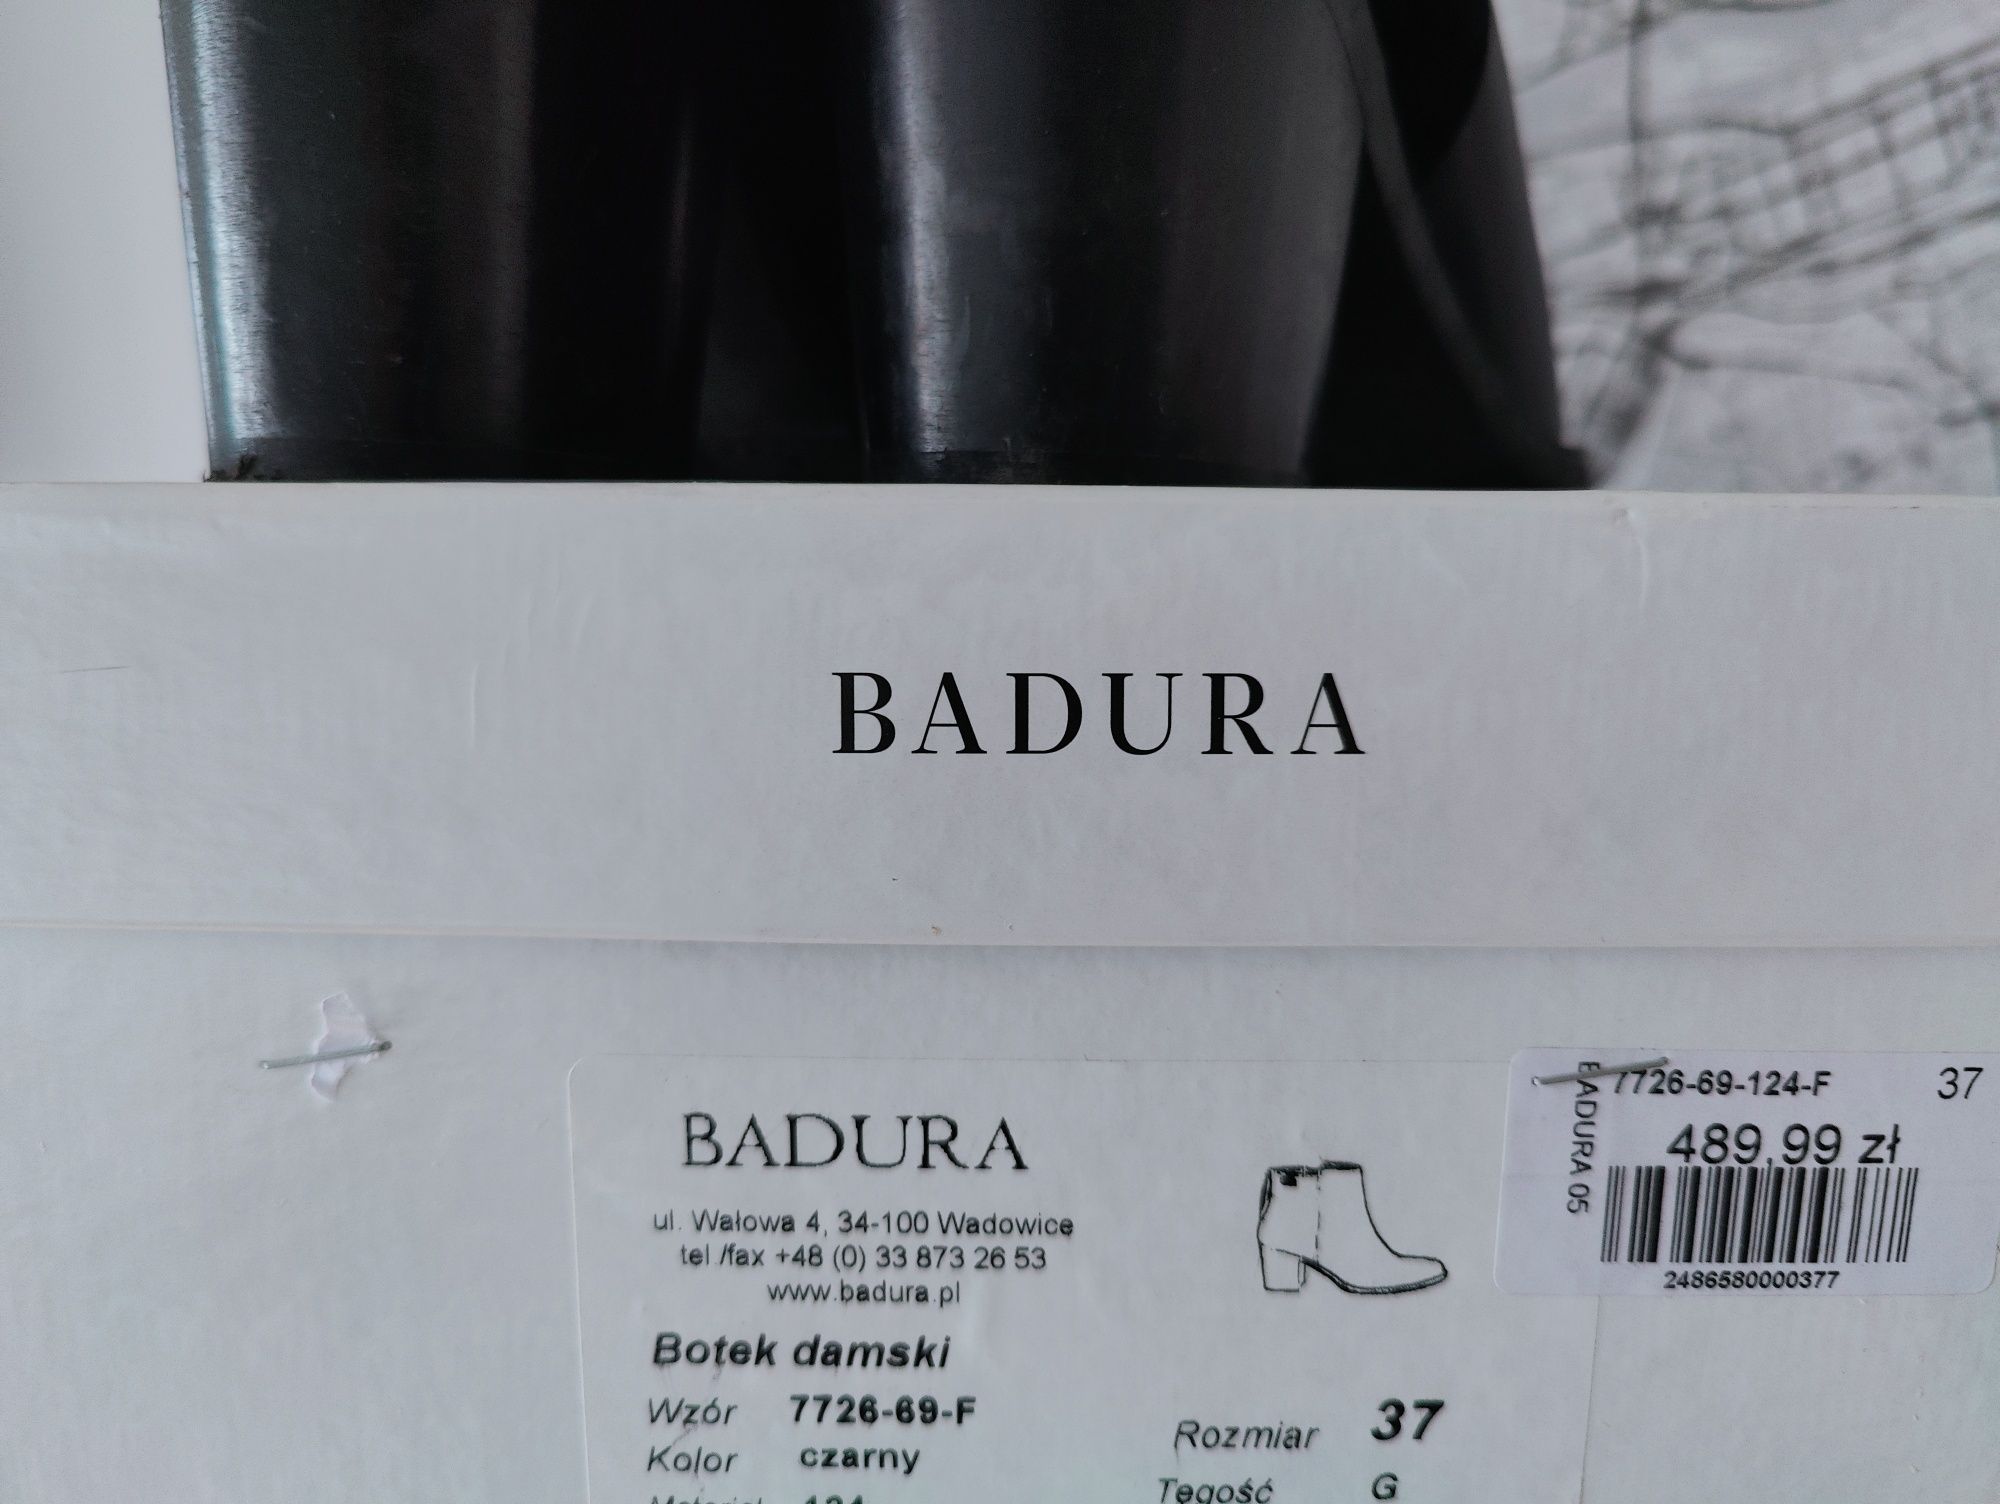 BADURA
BADURA
ul. Wałowa 4, 34-100 Wadowice
tel./fax +48 (0) 33 873 26 53
www.badura.pl
Botek damski
Wzór 7726-69-F
Kolor czarny
Rozmiar 37
Tęgość G
BADURA 05
7726-69-124-F 37
489,99 zł
2486580000377